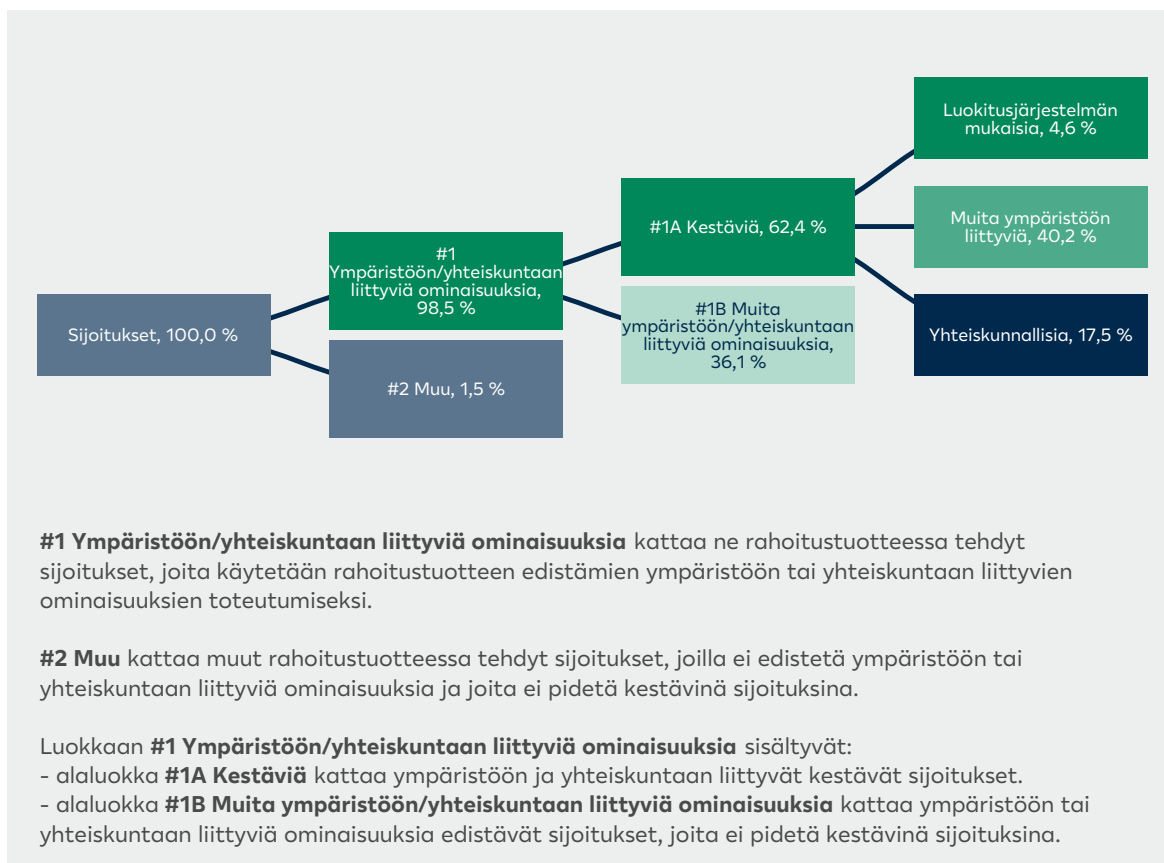 Sijoitukset, 100,0 %
#1
Ympäristöön/yhteiskuntaan
liittyviä ominaisuuksia,
98,5 %
#2 Muu, 1,5 %
#1A Kestäviä, 62,4 %
#1B Muita
ympäristöön/yhteiskuntaan
liittyviä ominaisuuksia,
36,1 %
Luokitusjärjestelmän
mukaisia, 4,6 %
Muita ympäristöön
liittyviä, 40,2 %
Yhteiskunnallisia, 17,5 %
#1 Ympäristöön/yhteiskuntaan liittyviä ominaisuuksia kattaa ne rahoitustuotteessa tehdyt
sijoitukset, joita käytetään rahoitustuotteen edistämien ympäristöön tai yhteiskuntaan liittyvien
ominaisuuksien toteutumiseksi.
#2 Muu kattaa muut rahoitustuotteessa tehdyt sijoitukset, joilla ei edistetä ympäristöön tai
yhteiskuntaan liittyviä ominaisuuksia ja joita ei pidetä kestävinä sijoituksina.
Luokkaan #1 Ympäristöön/yhteiskuntaan liittyviä ominaisuuksia sisältyvät:
- alaluokka #1A Kestäviä kattaa ympäristöön ja yhteiskuntaan liittyvät kestävät sijoitukset.
- alaluokka #1B Muita ympäristöön/yhteiskuntaan liittyviä ominaisuuksia kattaa ympäristöön tai
yhteiskuntaan liittyviä ominaisuuksia edistävät sijoitukset, joita ei pidetä kestävinä sijoituksina.